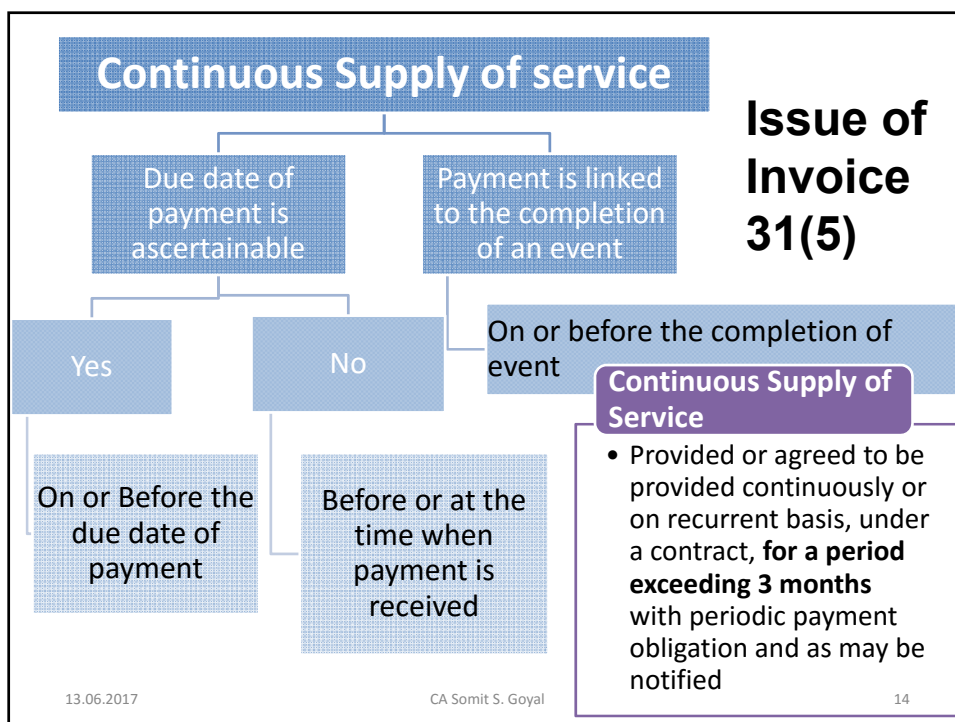 Continuous Supply of service
Issue of
Invoice
31(5)
Due date of
payment is
ascertainable
Payment is linked
to the completion
of an event
Yes
No
On or before the completion of
event
On or Before the
due date of
payment
Before or at the
time when
payment is
received
Continuous Supply of
Service
• Provided or agreed to be
provided continuously or
on recurrent basis, under
a contract, for a period
exceeding 3 months
with periodic payment
obligation and as may be
notified
13.06.2017
CA Somit S. Goyal
14